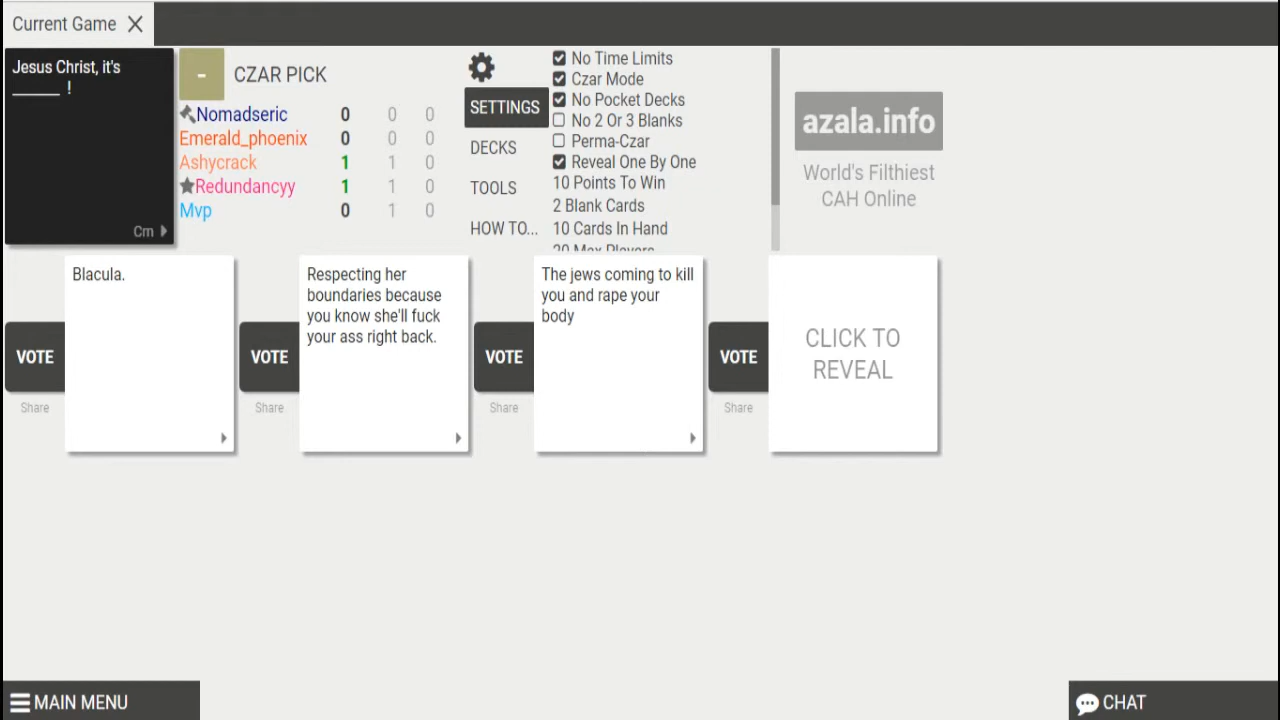 Current Game
Jesus Christ, it's
______ !
Cm
-
CZAR PICK
Nomadseric 0 0 0
Emerald_phoenix 0 0 0
Ashycrack 1 1 0
Redundancyy 1 1 0
Mvp 0 1 0
SETTINGS
DECKS
TOOLS
HOW TO...
No Time Limits
Czar Mode
No Pocket Decks
No 2 Or 3 Blanks
Perma-Czar
Reveal One By One
10 Points To Win
2 Blank Cards
10 Cards In Hand
20 Max Players
azala.info
World's Filthiest
CAH Online
VOTE
Share
Blacula.
VOTE
Share
Respecting her
boundaries because
you know she'll fuck
your ass right back.
VOTE
Share
The jews coming to kill
you and rape your
body
VOTE
Share
CLICK TO
REVEAL
MAIN MENU
CHAT